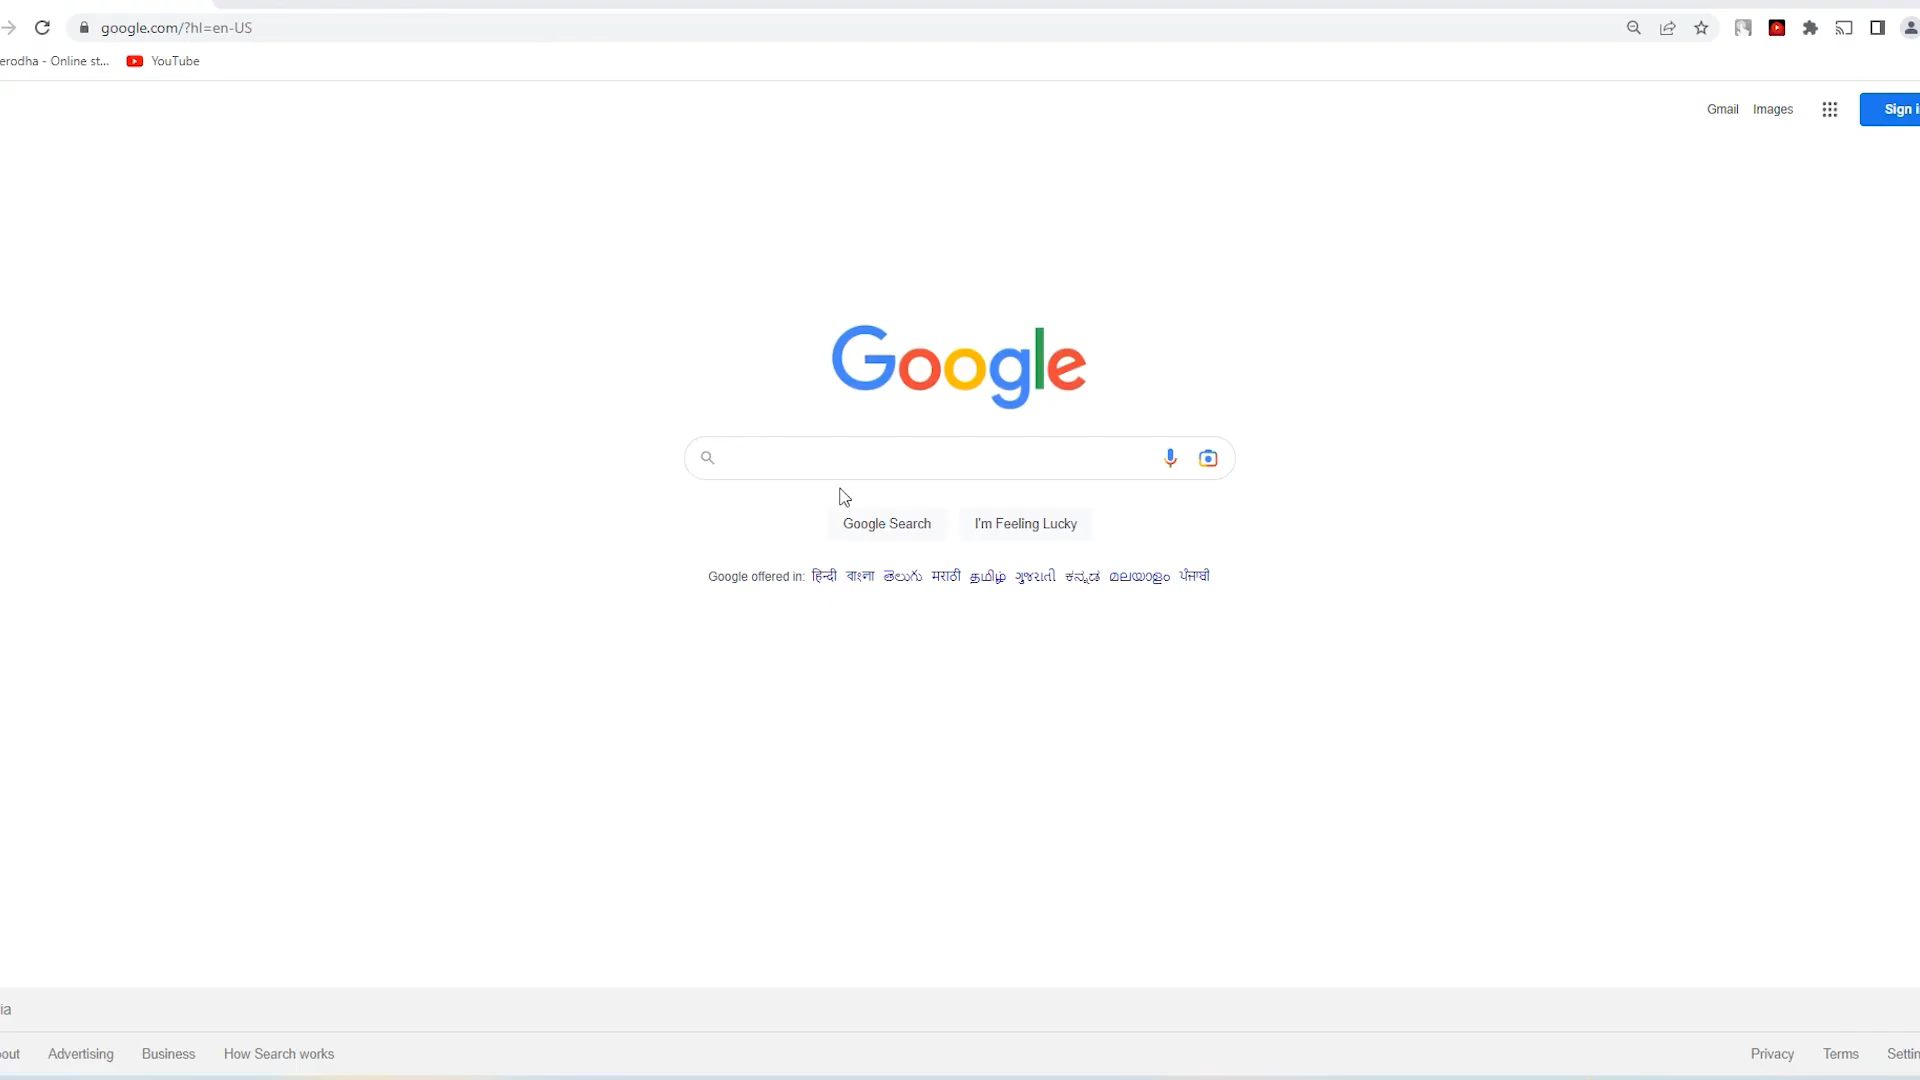 google.com/?hl=en-US
erodha - Online st... YouTube
Gmail Images Sign i
Google
Google Search I'm Feeling Lucky
Google offered in: हिन्दी বাংলা తెలుగు मराठी தமிழ் ગુજરાતી ಕನ್ನಡ മലയാളം ਪੰਜਾਬੀ
ia
out Advertising Business How Search works Privacy Terms Settin